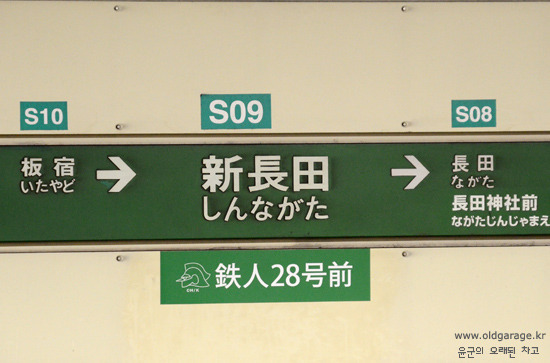 S10
S09
S08
板宿
いたやど
新長田
しんながた
長田
ながた
長田神社前
ながたじんじゃまえ
鉄人28号前
www.oldgarage.kr
윤군의 오래된 차고